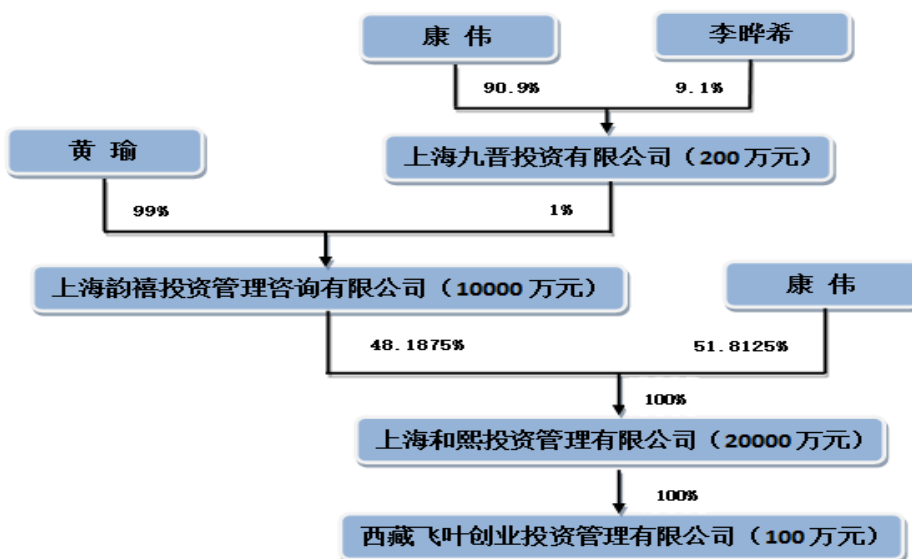 康 伟
李晔希
90.9%
9.1%
黄 瑜
上海九晋投资有限公司（200万元）
99%
1%
上海韵禧投资管理咨询有限公司（10000万元）
康 伟
48.1875%
51.8125%
100%
上海和熙投资管理有限公司（20000万元）
100%
西藏飞叶创业投资管理有限公司（100万元）